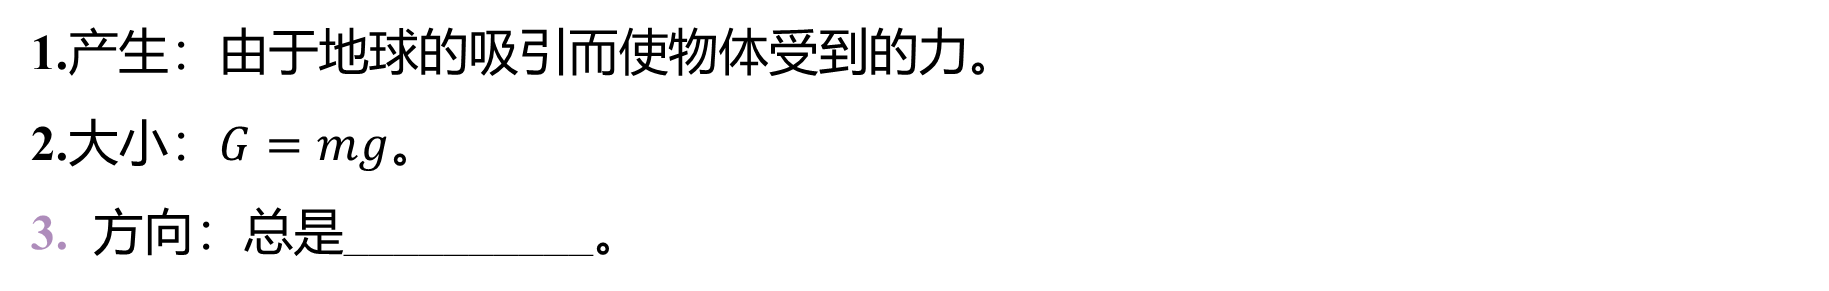 1.产生：由于地球的吸引而使物体受到的力。
2.大小：G = mg。
3. 方向：总是__________。